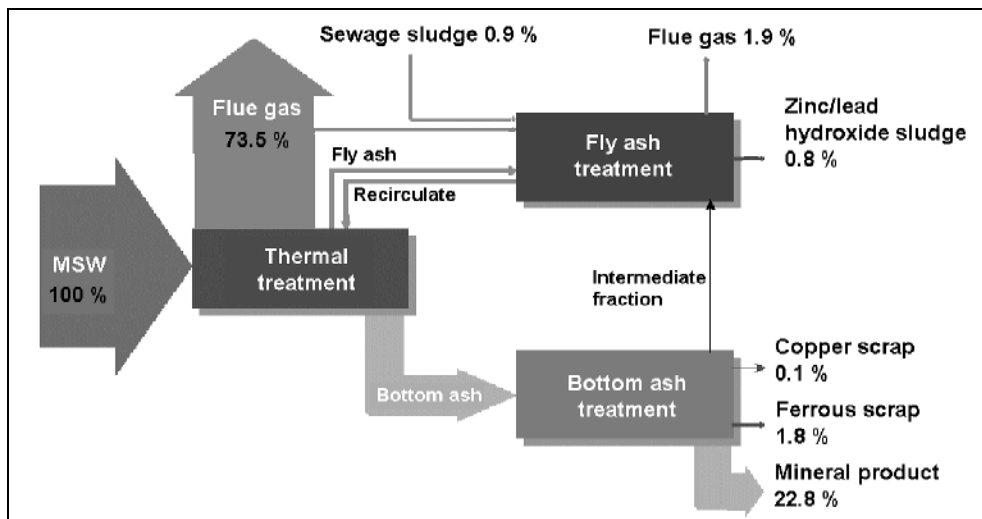 Sewage sludge 0.9 %
Flue gas 1.9 %
Flue gas
73.5 %
Fly ash
Recirculate
Fly ash
treatment
Zinc/lead
hydroxide sludge
0.8 %
MSW
100 %
Thermal
treatment
Intermediate
fraction
Bottom ash
Bottom ash
treatment
Copper scrap
0.1 %
Ferrous scrap
1.8 %
Mineral product
22.8 %